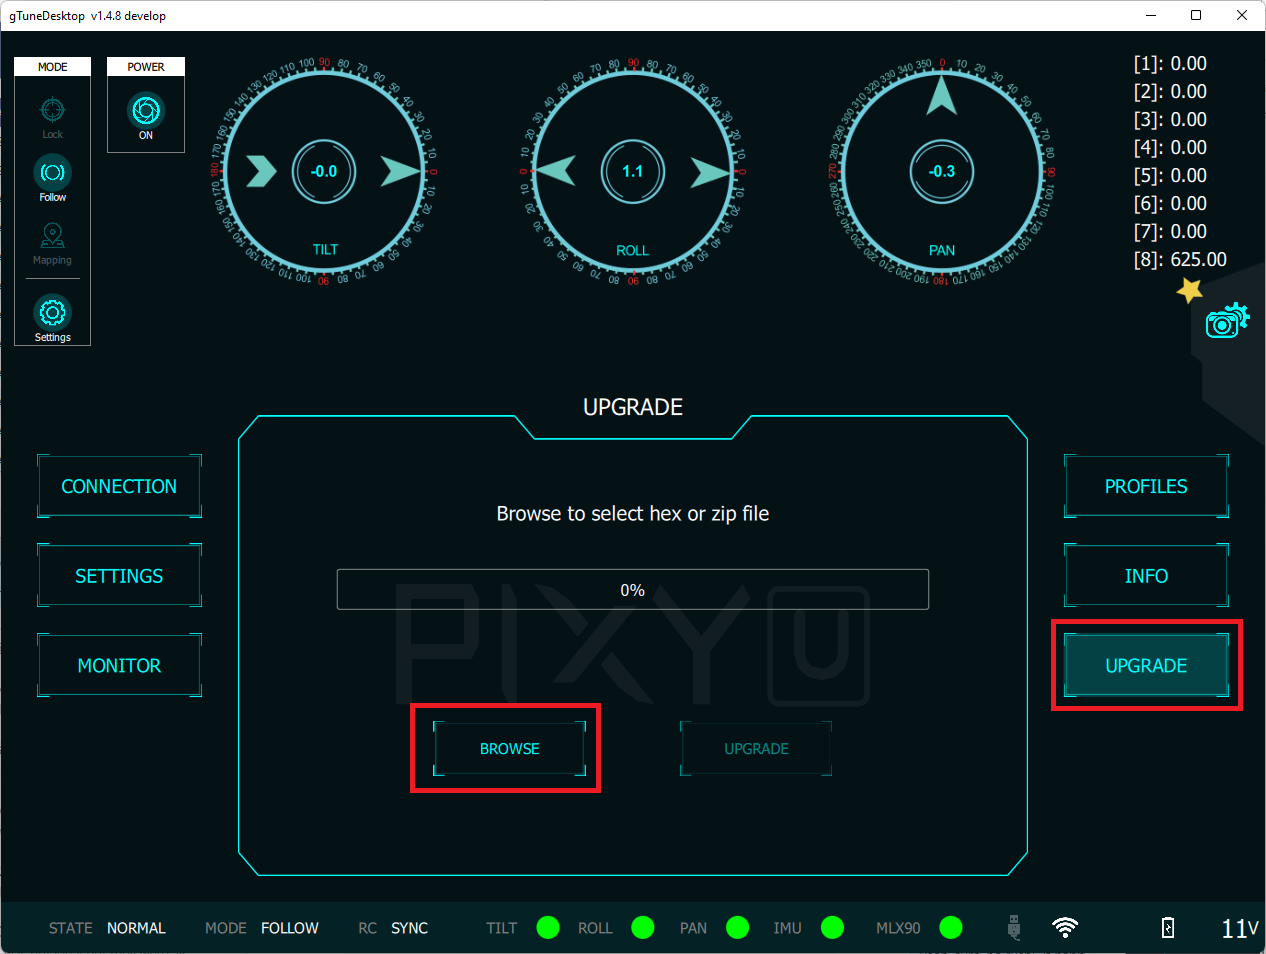 gTuneDesktop v1.4.8 develop
MODE
POWER
Lock
ON
Follow
Mapping
Settings
-0.0
TILT
1.1
ROLL
-0.3
PAN
[1]: 0.00
[2]: 0.00
[3]: 0.00
[4]: 0.00
[5]: 0.00
[6]: 0.00
[7]: 0.00
[8]: 625.00
UPGRADE
CONNECTION
SETTINGS
MONITOR
Browse to select hex or zip file
0%
PIXY U
BROWSE
UPGRADE
PROFILES
INFO
UPGRADE
STATE NORMAL MODE FOLLOW RC SYNC TILT ROLL PAN IMU MLX90 11V